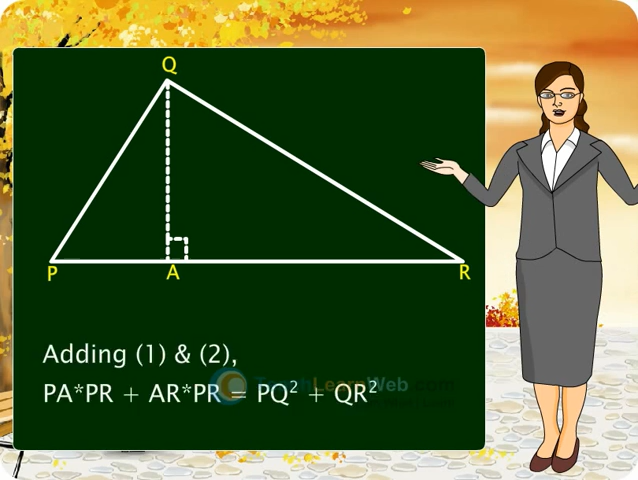 Q
P
A
R
Adding (1) & (2),
PA*PR + AR*PR = PQ² + QR²